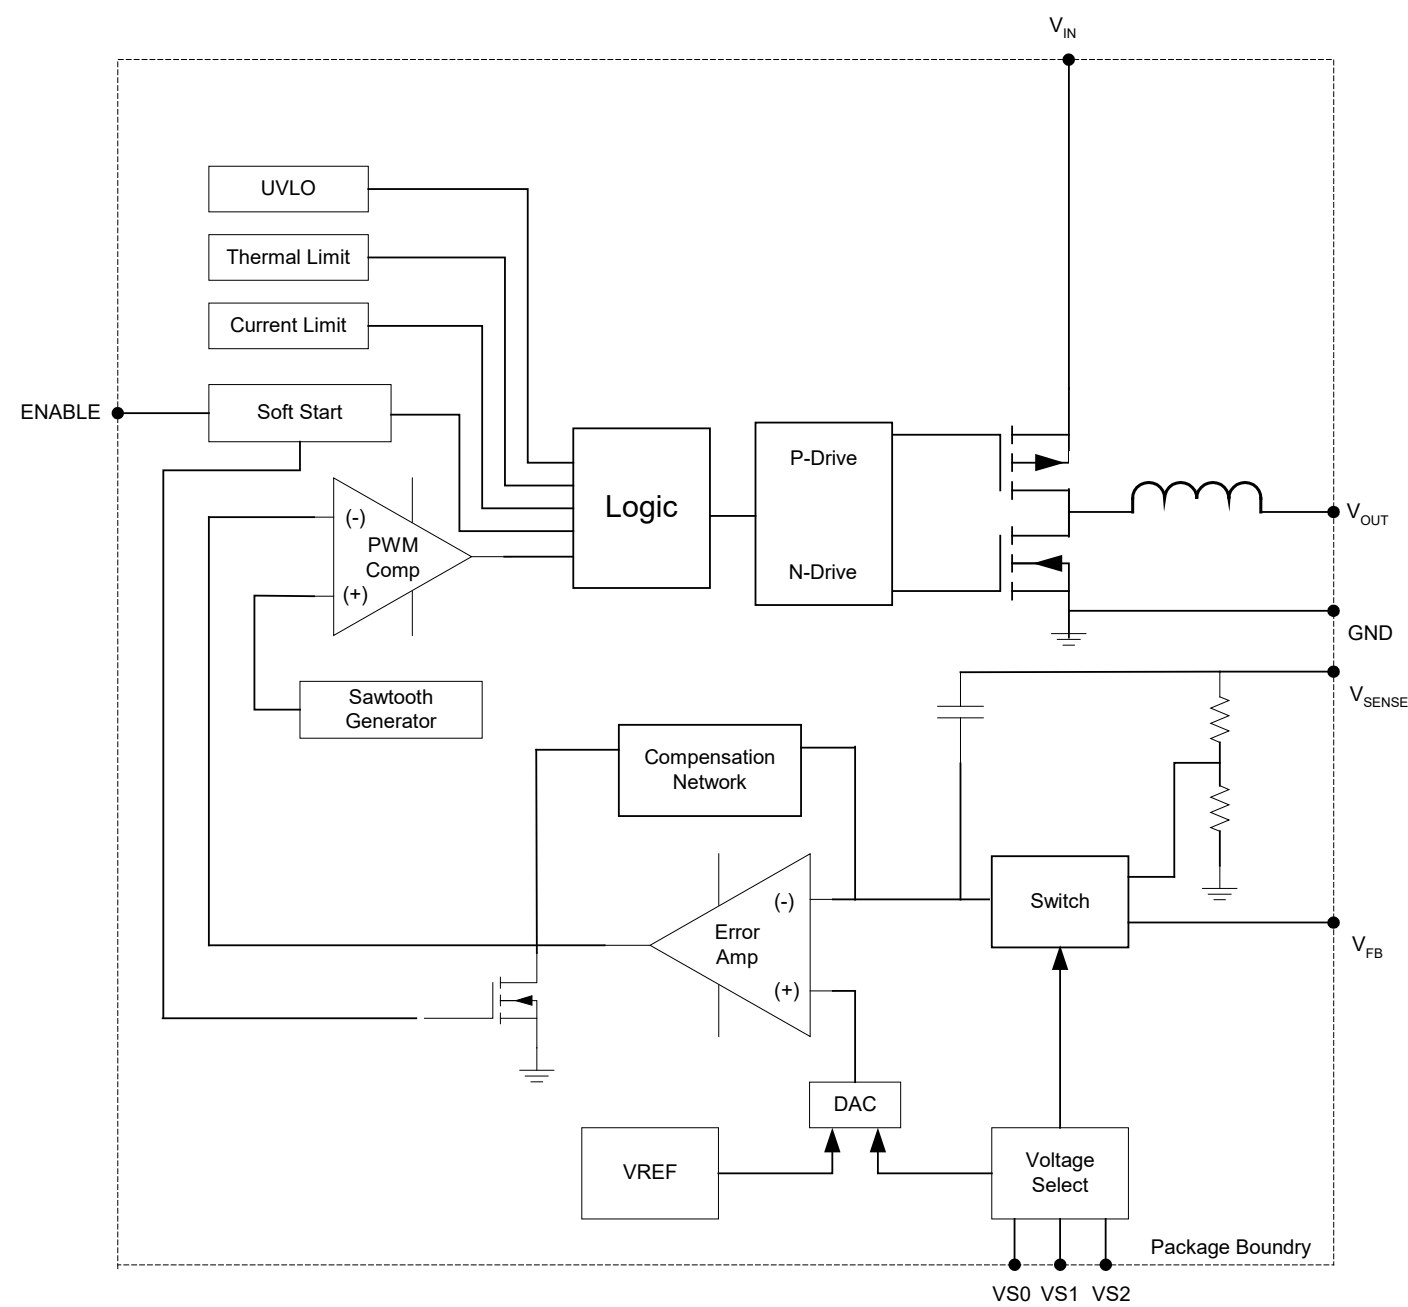 VIN
UVLO
Thermal Limit
Current Limit
ENABLE
Soft Start
P-Drive
Logic
VOUT
(-)
PWM
Comp
(+)
N-Drive
GND
VSENSE
Sawtooth
Generator
Compensation
Network
(-)
Switch
Error
Amp
VFB
(+)
DAC
VREF
Voltage
Select
Package Boundry
VS0 VS1 VS2